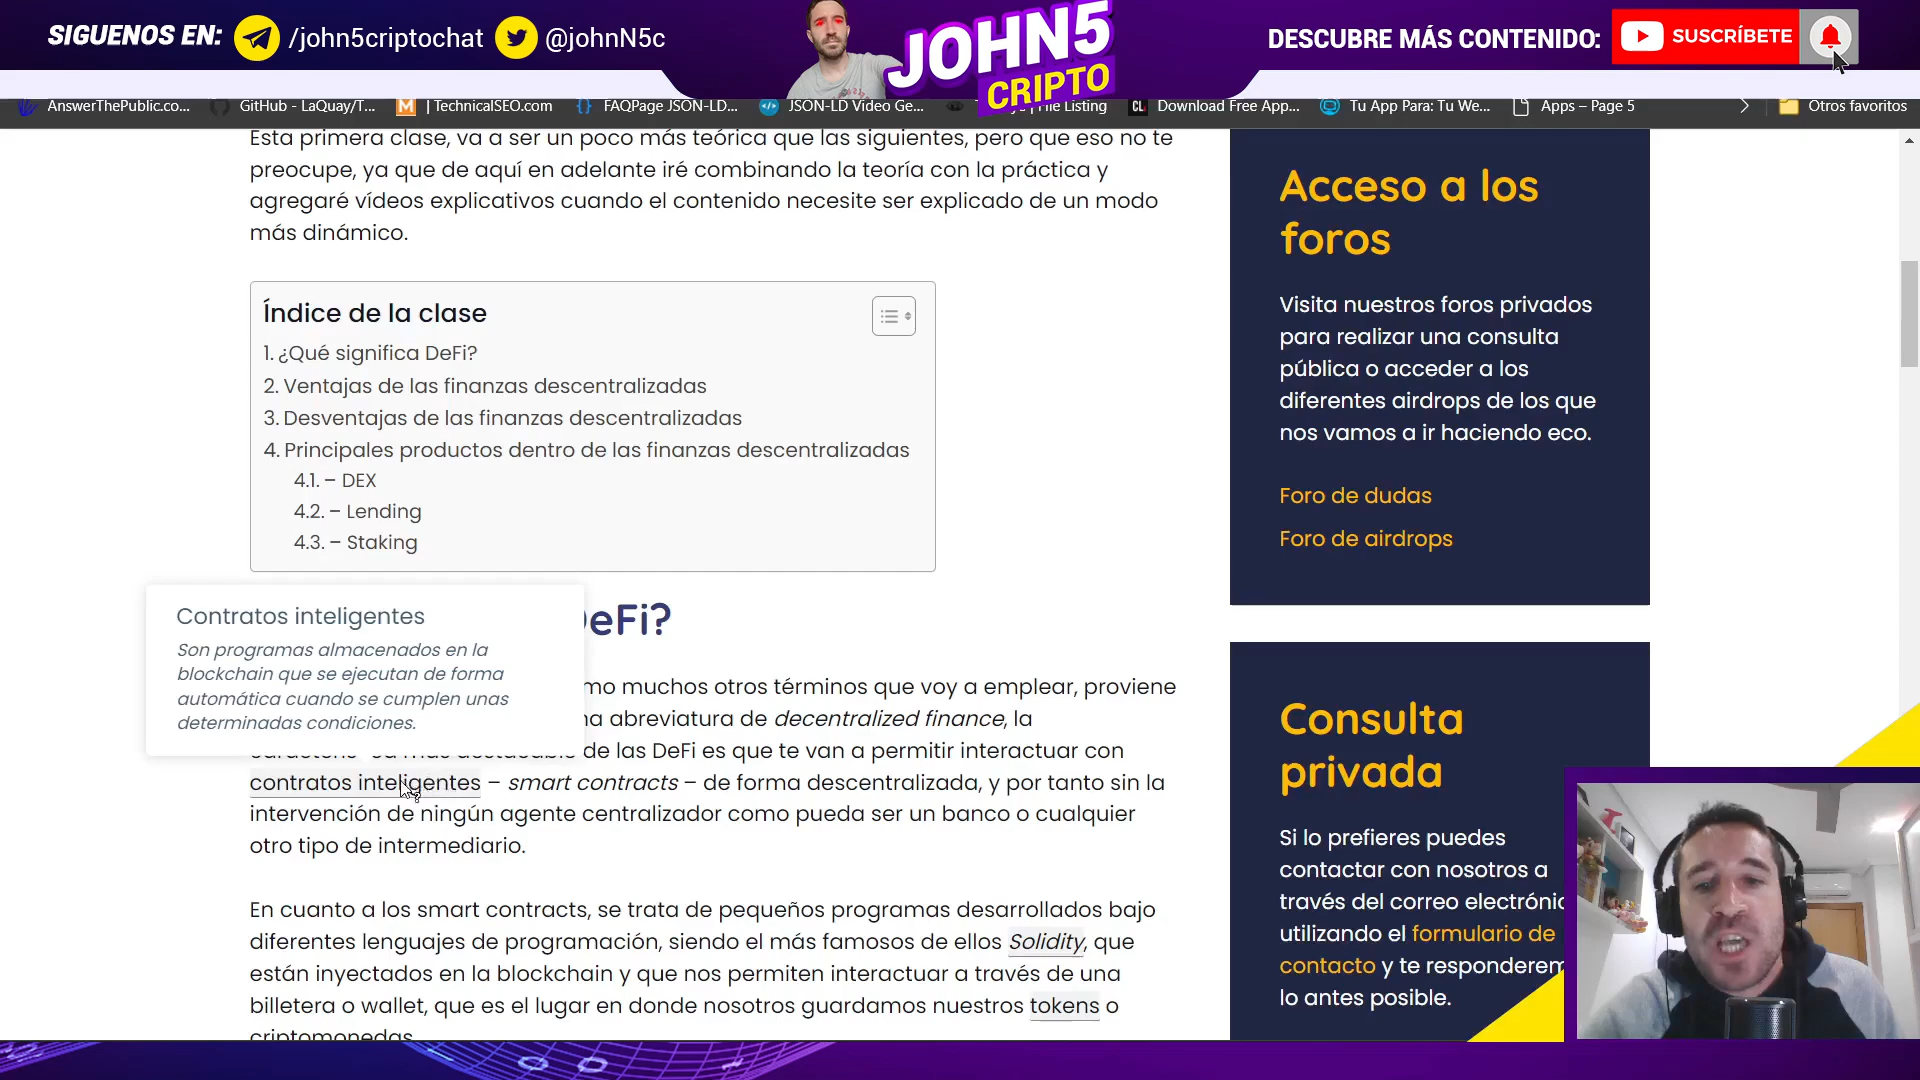 SIGUENOS EN: /john5criptochat @johnN5c
JOHN5
CRIPTO
DESCUBRE MÁS CONTENIDO: SUSCRÍBETE
AnswerThePublic.co... GitHub - LaQuay/T... | TechnicalSEO.com FAQPage JSON-LD... JSON-LD Video Ge... File Listing Download Free App... Tu App Para: Tu We... Apps – Page 5 Otros favoritos
Esta primera clase, va a ser un poco más teórica que las siguientes, pero que eso no te
preocupe, ya que de aquí en adelante iré combinando la teoría con la práctica y
agregaré vídeos explicativos cuando el contenido necesite ser explicado de un modo
más dinámico.
Índice de la clase
1. ¿Qué significa DeFi?
2. Ventajas de las finanzas descentralizadas
3. Desventajas de las finanzas descentralizadas
4. Principales productos dentro de las finanzas descentralizadas
4.1. – DEX
4.2. – Lending
4.3. – Staking
Contratos inteligentes
Son programas almacenados en la
blockchain que se ejecutan de forma
automática cuando se cumplen unas
determinadas condiciones.
DeFi?
mo muchos otros términos que voy a emplear, proviene
a abreviatura de decentralized finance, la
de las DeFi es que te van a permitir interactuar con
contratos inteligentes – smart contracts – de forma descentralizada, y por tanto sin la
intervención de ningún agente centralizador como pueda ser un banco o cualquier
otro tipo de intermediario.
En cuanto a los smart contracts, se trata de pequeños programas desarrollados bajo
diferentes lenguajes de programación, siendo el más famosos de ellos Solidity, que
están inyectados en la blockchain y que nos permiten interactuar a través de una
billetera o wallet, que es el lugar en donde nosotros guardamos nuestros tokens o
criptomonedas.
Acceso a los
foros
Visita nuestros foros privados
para realizar una consulta
pública o acceder a los
diferentes airdrops de los que
nos vamos a ir haciendo eco.
Foro de dudas
Foro de airdrops
Consulta
privada
Si lo prefieres puedes
contactar con nosotros a
través del correo electrónic
utilizando el formulario de
contacto y te responderem
lo antes posible.